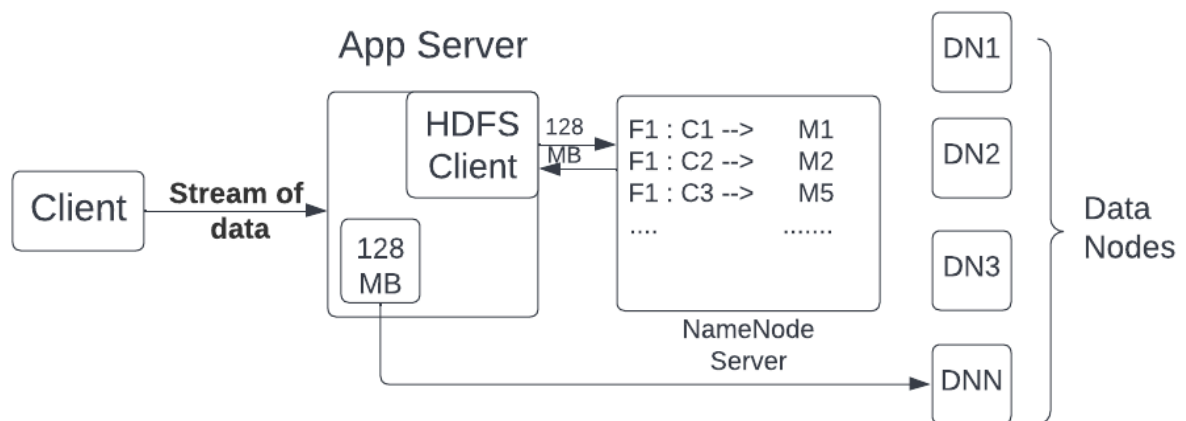 App Server
Client
Stream of
data
HDFS
Client
128
MB
128
MB
F1 : C1 --> M1
F1 : C2 --> M2
F1 : C3 --> M5
.... .......
NameNode
Server
DN1
DN2
DN3
DNN
Data
Nodes